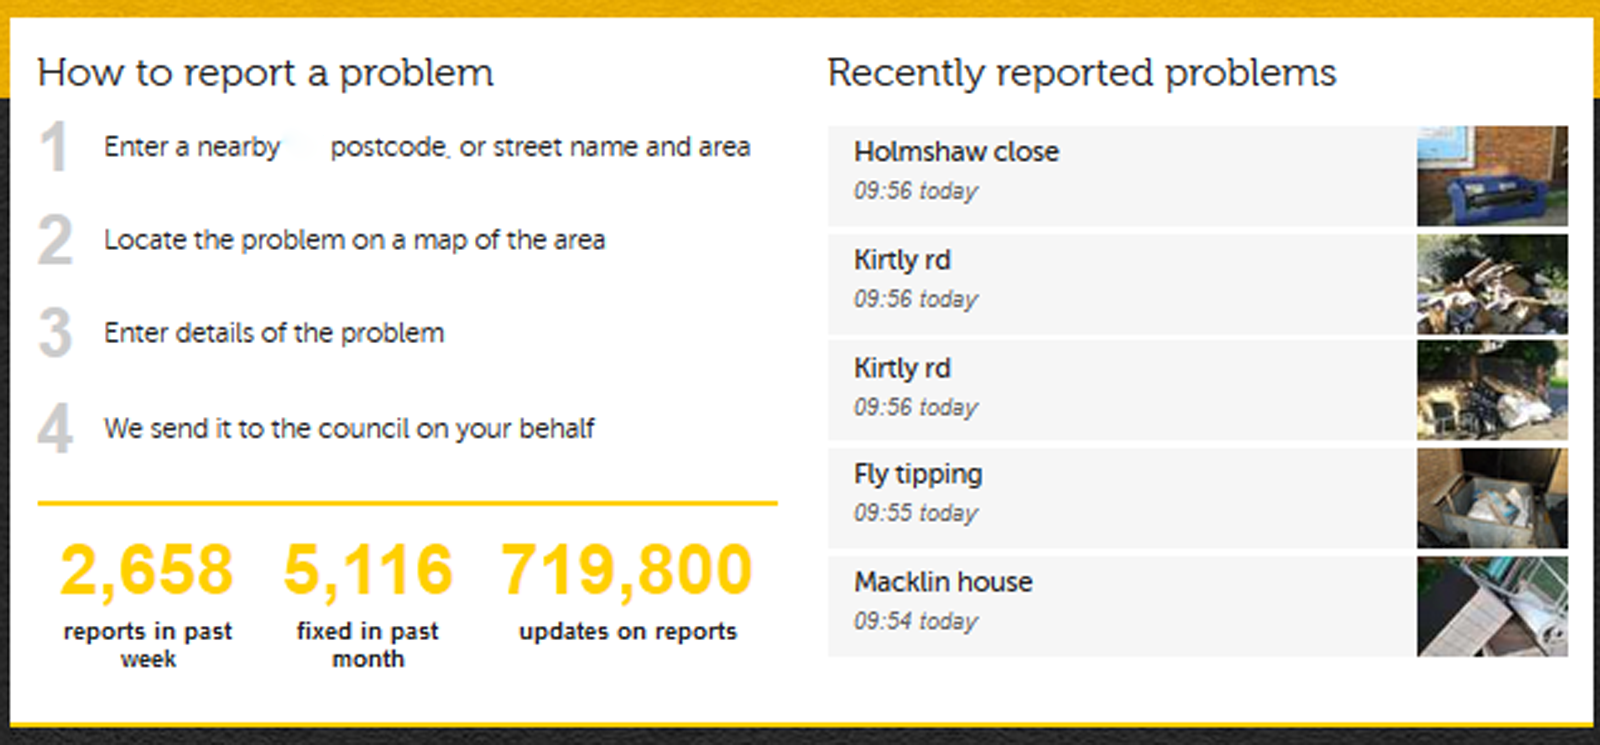 How to report a problem
1 Enter a nearby postcode, or street name and area
2 Locate the problem on a map of the area
3 Enter details of the problem
4 We send it to the council on your behalf
2,658 5,116 719,800
reports in past fixed in past updates on reports
week month
Recently reported problems
Holmshaw close
09:56 today
Kirtly rd
09:56 today
Kirtly rd
09:56 today
Fly tipping
09:55 today
Macklin house
09:54 today